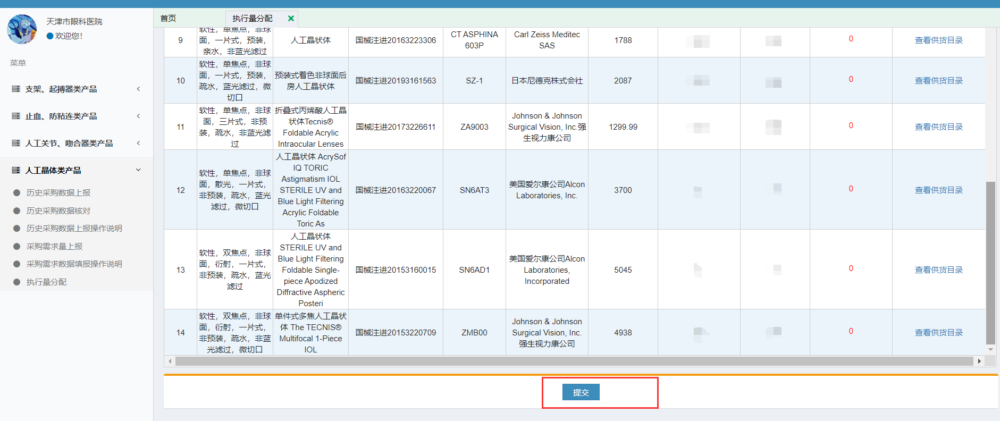 天津市眼科医院
欢迎您！
菜单
支架、起搏器类产品
止血、防粘连类产品
人工关节、吻合器类产品
人工晶体类产品
历史采购数据上报
历史采购数据核对
历史采购数据上报操作说明
采购需求量上报
采购需求数据填报操作说明
执行量分配
首页
执行量分配
9
软性，单焦点，非球
面，一片式，预装，
亲水，非蓝光滤过
人工晶状体
国械注进20163223306
CT ASPHINA
603P
Carl Zeiss Meditec
SAS
1788
0
查看供货目录
10
软性，单焦点，非球
面，一片式，预装，
疏水，蓝光滤过，微
切口
预装式着色非球面后
房人工晶状体
国械注进20193161563
SZ-1
日本尼德克株式会社
2087
0
查看供货目录
11
软性，单焦点，非球
面，三片式，非预
装，疏水，非蓝光滤
过
折叠式丙烯酸人工晶
状体Tecnis®
Foldable Acrylic
Intraocular Lenses
国械注进20173226611
ZA9003
Johnson & Johnson
Surgical Vision, Inc.强
生视力康公司
1299.99
0
查看供货目录
12
软性，单焦点，非球
面，散光，一片式，
非预装，疏水，蓝光
滤过，微切口
人工晶状体 AcrySof
IQ TORIC
Astigmatism IOL
STERILE UV and
Blue Light Filtering
Acrylic Foldable
Toric As
国械注进20163220067
SN6AT3
美国爱尔康公司Alcon
Laboratories, Inc.
3700
0
查看供货目录
13
软性，双焦点，非球
面，衍射，一片式，
非预装，疏水，蓝光
滤过
人工晶状体
STERILE UV and
Blue Light Filtering
Foldable Single-
piece Apodized
Diffractive Aspheric
Posteri
国械注进20153160015
SN6AD1
美国爱尔康公司Alcon
Laboratories,
Incorporated
5045
0
查看供货目录
14
软性，双焦点，非球
面，衍射，一片式，
非预装，疏水，非蓝
光滤过，微切口
单件式多焦人工晶状
体 The TECNIS®
Multifocal 1-Piece
IOL
国械注进20153220709
ZMB00
Johnson & Johnson
Surgical Vision, Inc.
强生视力康公司
4938
0
查看供货目录
提交